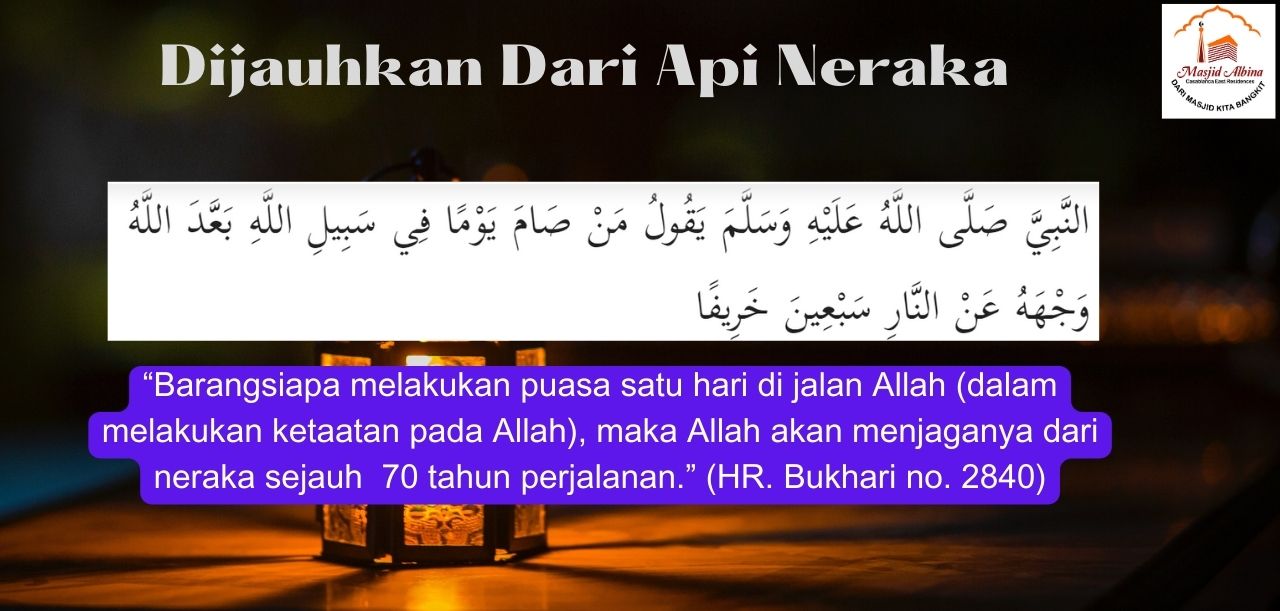 Dijauhkan Dari Api Neraka
Masjid Albina
Casablanca East Residences
DARI MASJID KITA BANGKIT
النَّبِيَّ صَلَّى اللَّهُ عَلَيْهِ وَسَلَّمَ يَقُولُ مَنْ صَامَ يَوْمًا فِي سَبِيلِ اللَّهِ بَعَّدَ اللَّهُ
وَجْهَهُ عَنْ النَّارِ سَبْعِينَ خَرِيفًا
“Barangsiapa melakukan puasa satu hari di jalan Allah (dalam
melakukan ketaatan pada Allah), maka Allah akan menjaganya dari
neraka sejauh  70 tahun perjalanan.” (HR. Bukhari no. 2840)